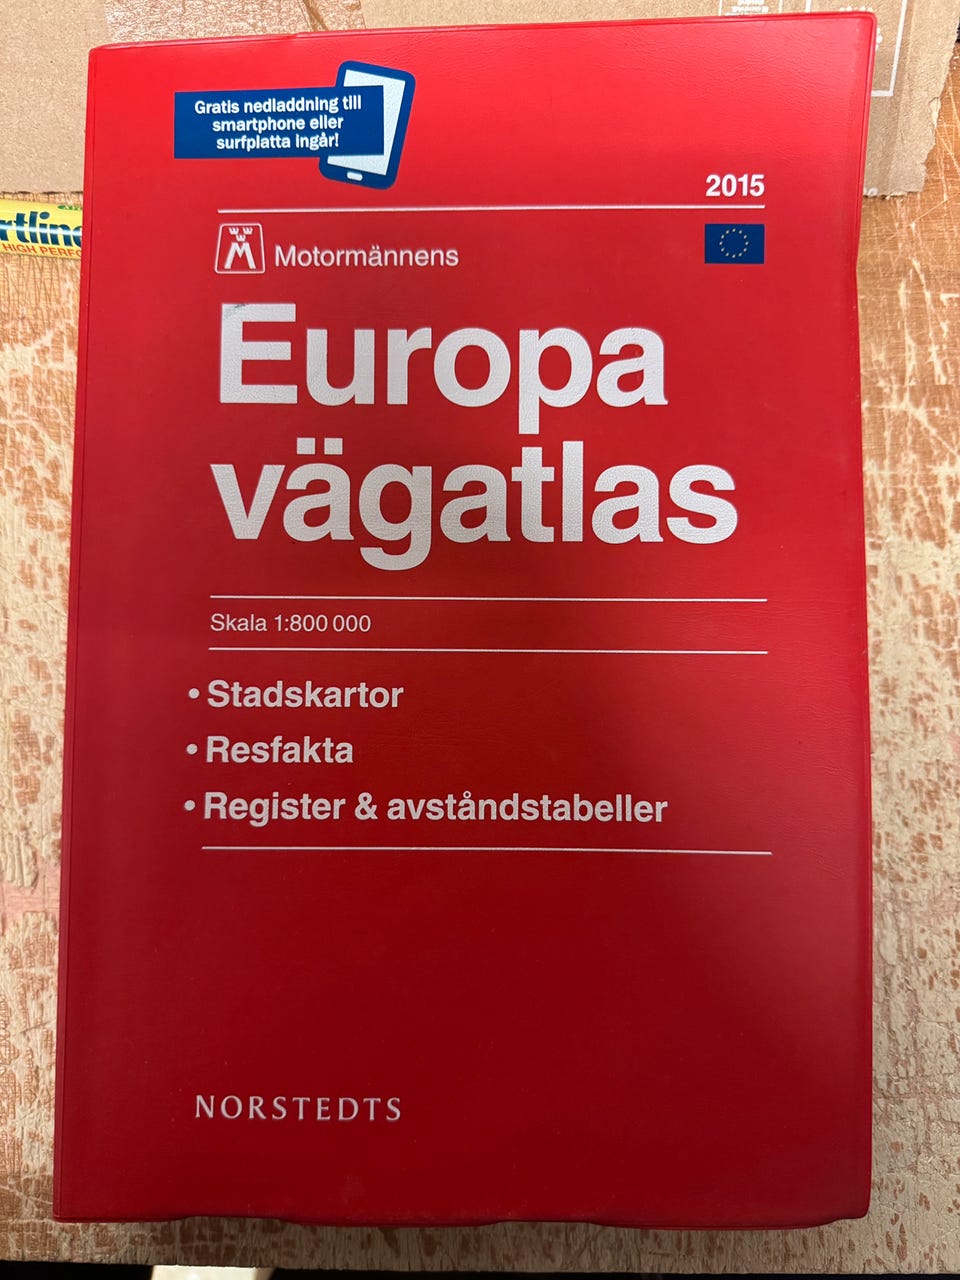 Gratis nedladdning till
smartphone eller
surfplatta ingår!
2015
M
Motormännens
Europa
vägatlas
Skala 1:800 000
• Stadskartor
• Resfakta
• Register & avståndstabeller
NORSTEDTS
HIGH